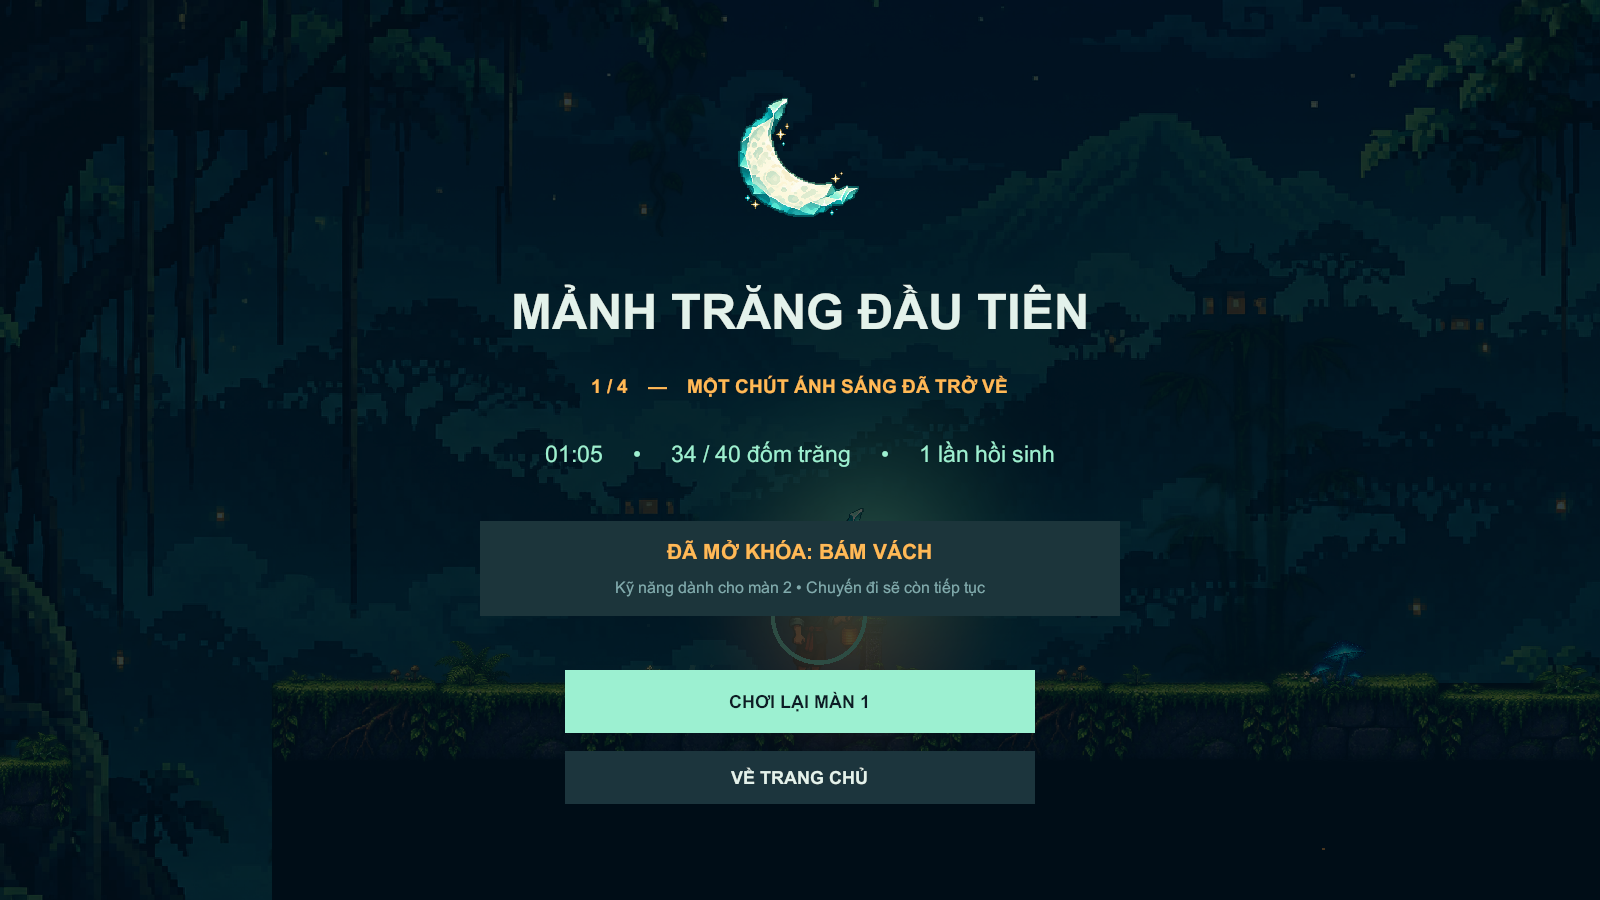 MẢNH TRĂNG ĐẦU TIÊN
1 / 4 — MỘT CHÚT ÁNH SÁNG ĐÃ TRỞ VỀ
01:05 • 34 / 40 đốm trăng • 1 lần hồi sinh
ĐÃ MỞ KHÓA: BÁM VÁCH
Kỹ năng dành cho màn 2 • Chuyến đi sẽ còn tiếp tục
CHƠI LẠI MÀN 1
VỀ TRANG CHỦ